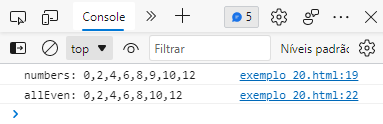 Console
5
top
Filtrar
Níveis padrão
numbers: 0,2,4,6,8,9,10,12
exemplo 20.html:19
allEven: 0,2,4,6,8,10,12
exemplo 20.html:22